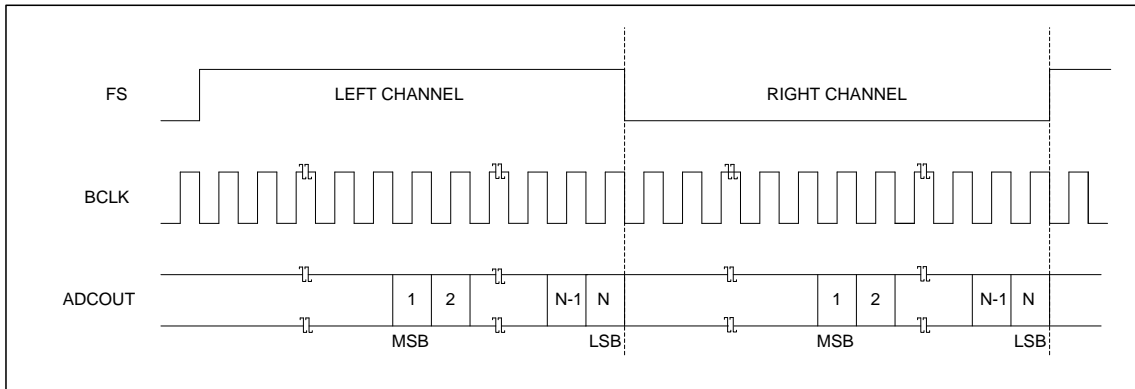 FS
LEFT CHANNEL
RIGHT CHANNEL
BCLK
ADCOUT
1 2 N-1 N 1 2 N-1 N
MSB LSB MSB LSB